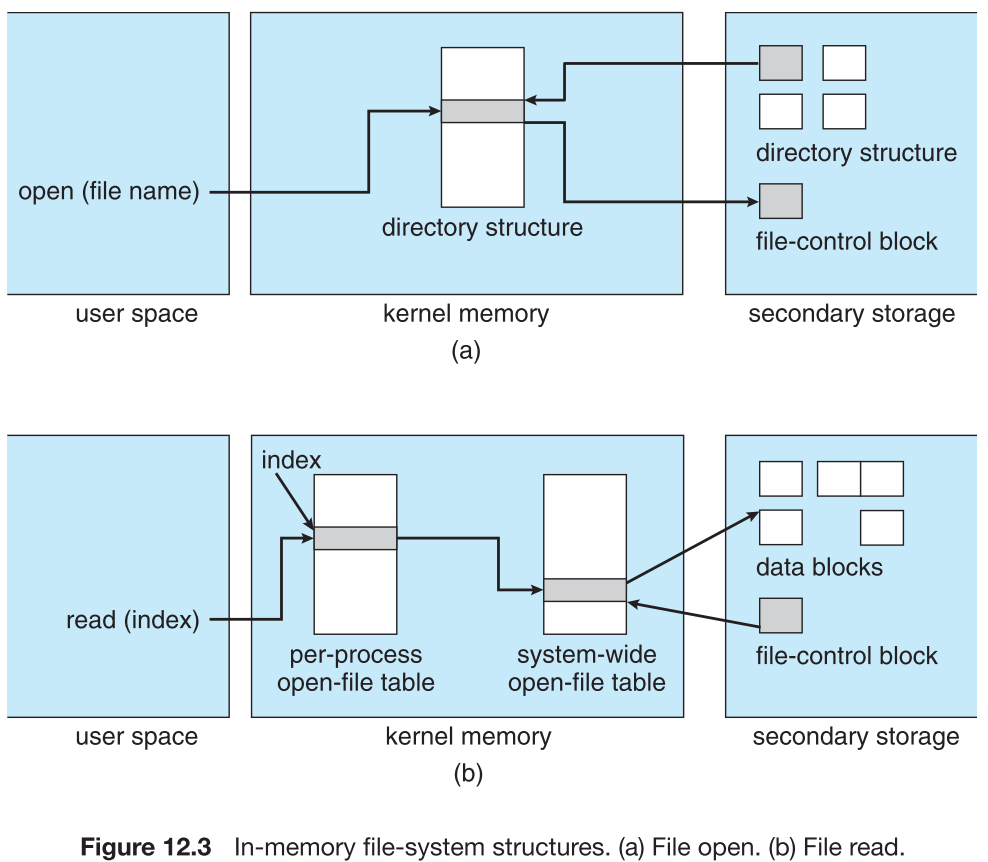 open (file name)
directory structure
directory structure
file-control block
user space
kernel memory
secondary storage
(a)
index
read (index)
per-process
open-file table
system-wide
open-file table
data blocks
file-control block
user space
kernel memory
secondary storage
(b)
Figure 12.3 In-memory file-system structures. (a) File open. (b) File read.